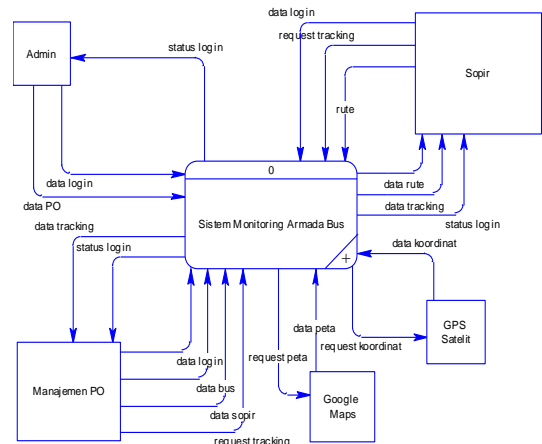 data login
request tracking
Admin
status login
Sopir
rute
0
data login
data PO
data rute
data tracking
status login
Sistem Monitoring Armada Bus
data tracking
status login
+
data koordinat
GPS
Satelit
request koordinat
data peta
request peta
Manajemen PO
data login
data bus
data sopir
request tracking
Google
Maps